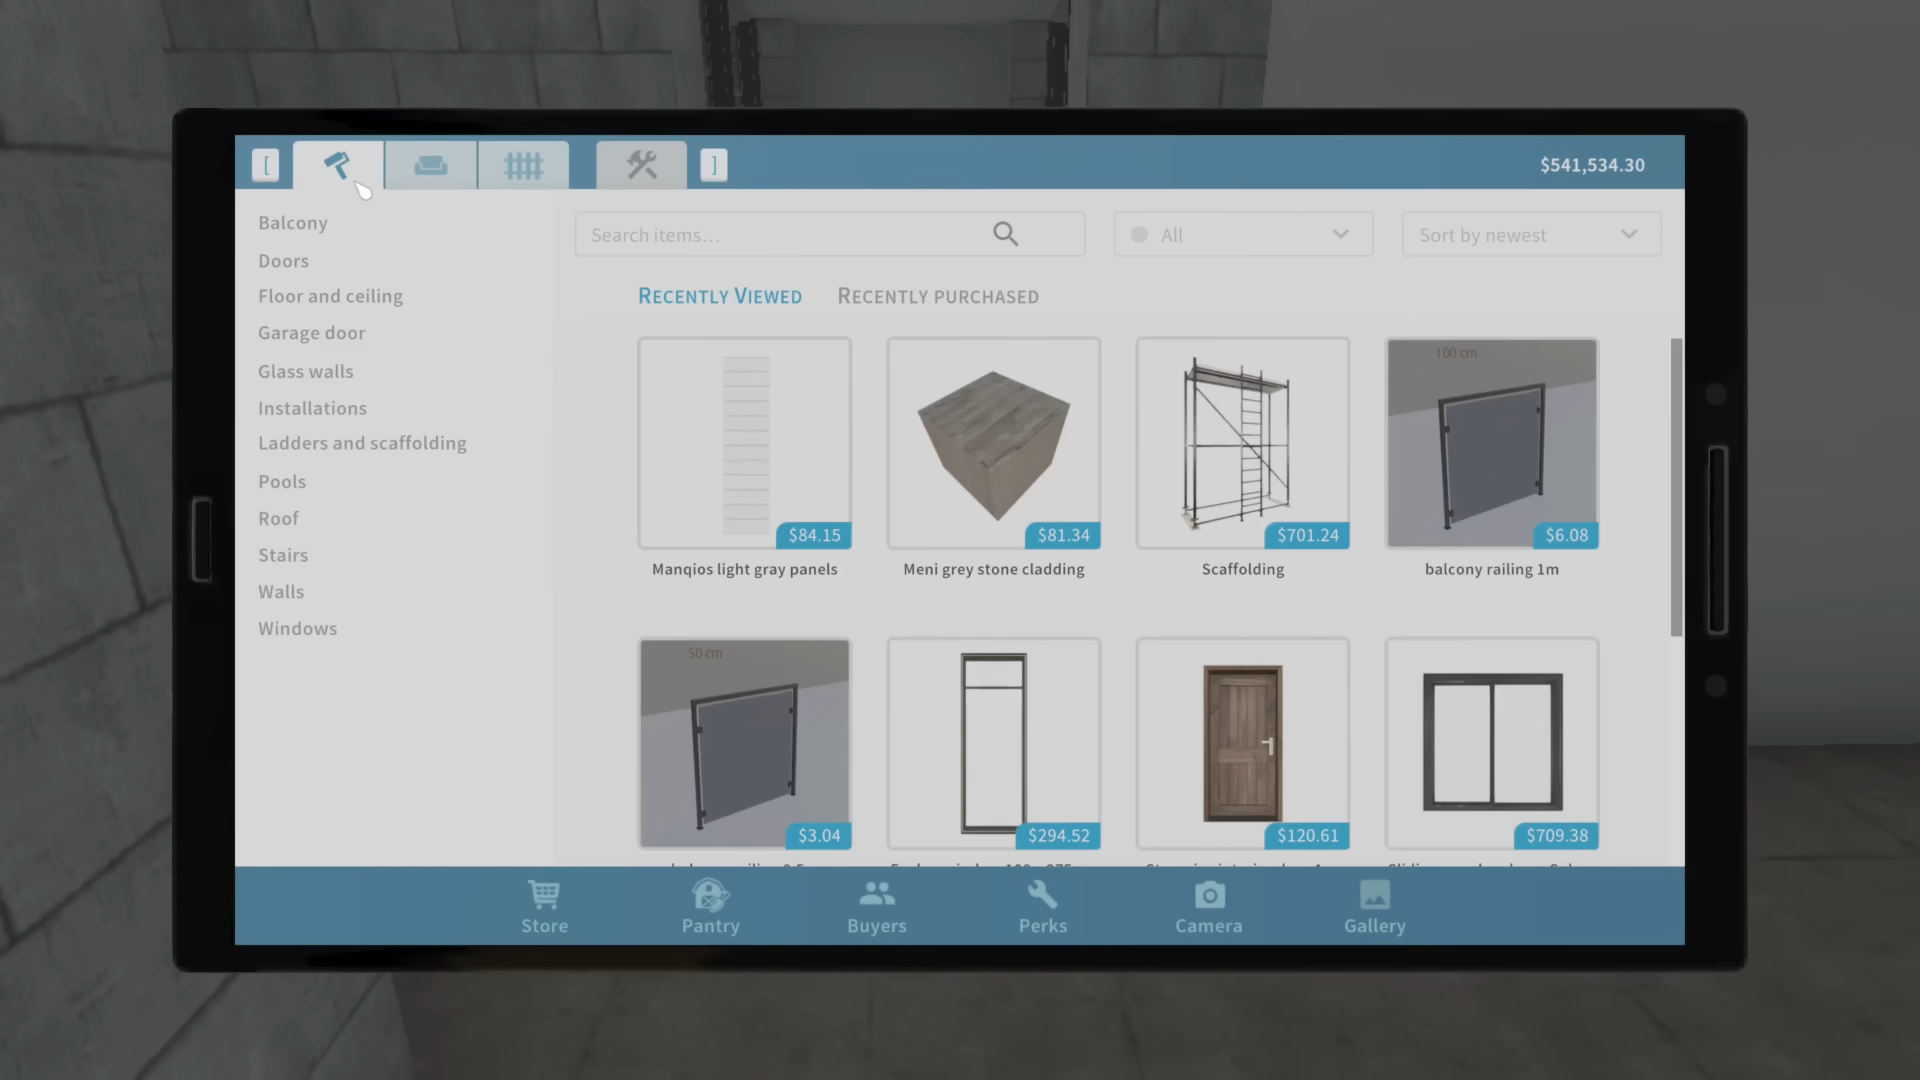 [
]
$541,534.30
Balcony
Doors
Floor and ceiling
Garage door
Glass walls
Installations
Ladders and scaffolding
Pools
Roof
Stairs
Walls
Windows
Search items...
All
Sort by newest
RECENTLY VIEWED
RECENTLY PURCHASED
$84.15
Manqios light gray panels
$81.34
Meni grey stone cladding
$701.24
Scaffolding
100 cm
$6.08
balcony railing 1m
50 cm
$3.04
$294.52
$120.61
$709.38
Store
Pantry
Buyers
Perks
Camera
Gallery